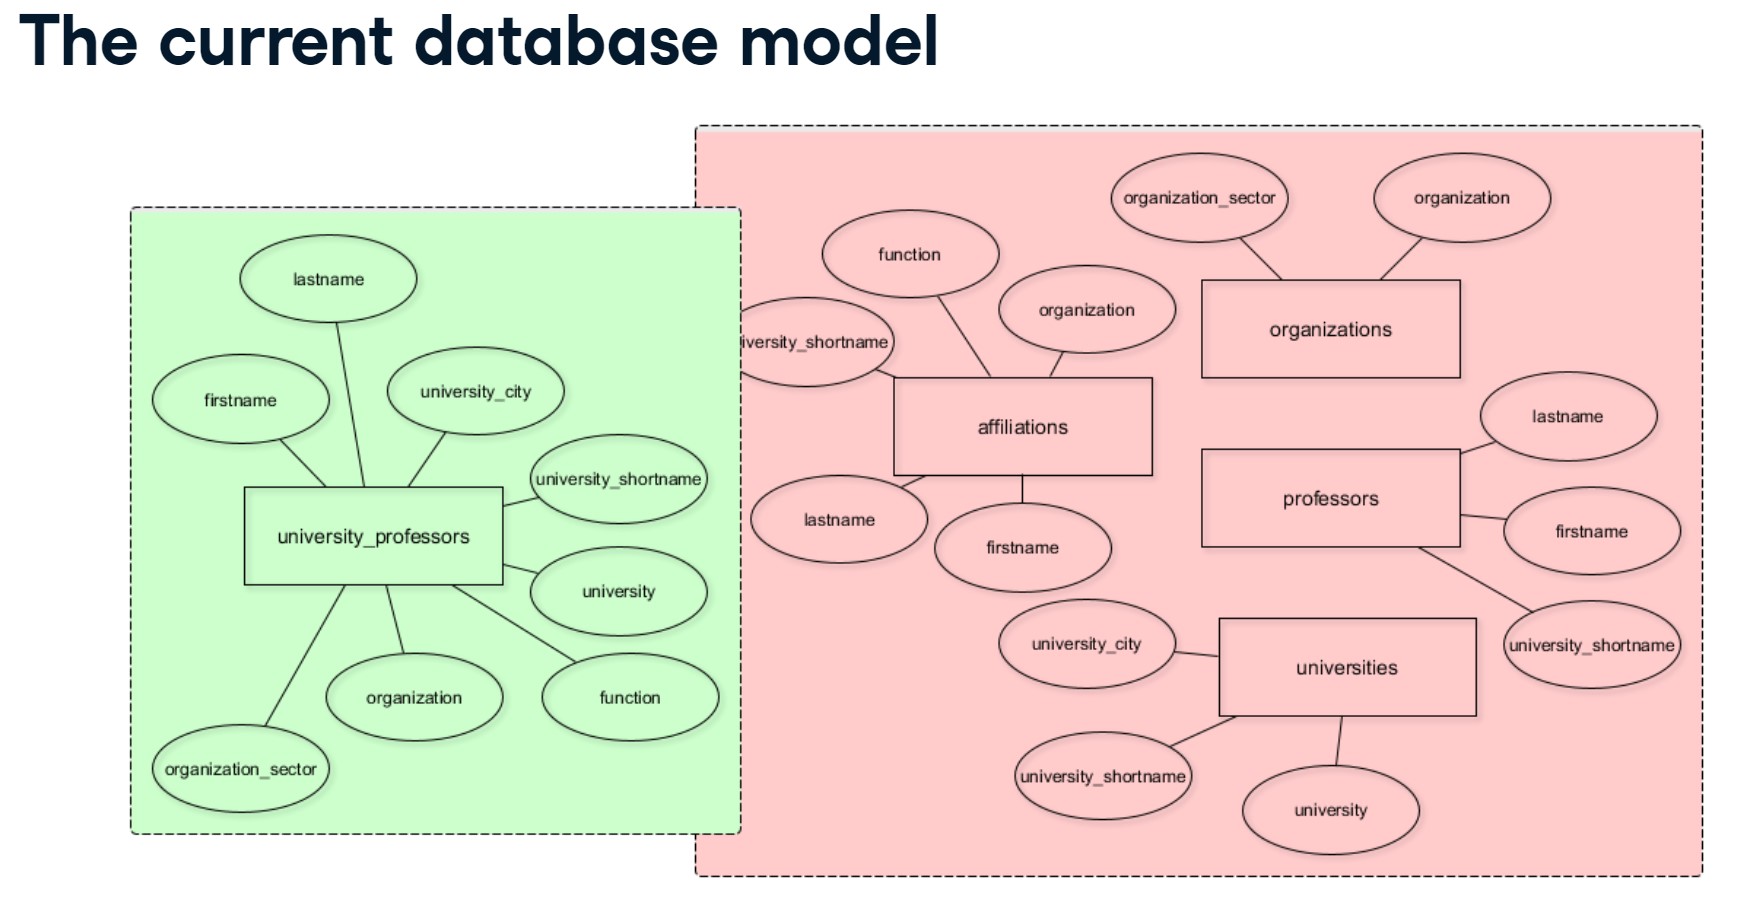 The current database model
lastname
firstname
university_city
university_shortname
university_professors
university
organization
function
organization_sector
organization_sector
organization
function
organization
iversity_shortname
organizations
affiliations
lastname
professors
lastname
firstname
firstname
university_city
university_shortname
universities
university_shortname
university